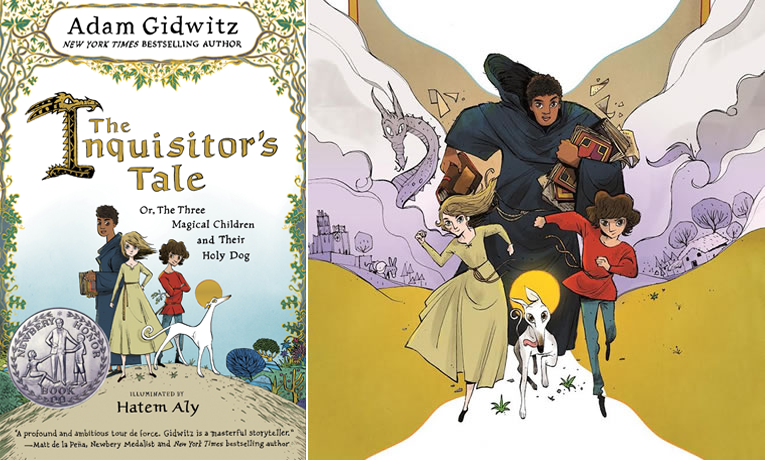 Adam Gidwitz
NEW YORK TIMES BESTSELLING AUTHOR
The
Inquisitor's
Tale
Or, The Three
Magical Children
and Their
Holy Dog
NEWBERY HONOR
BOOK
ILLUMINATED BY
Hatem Aly
"A profound and ambitious tour de force. Gidwitz is a masterful storyteller."
—Matt de la Peña, Newbery Medalist and New York Times bestselling author